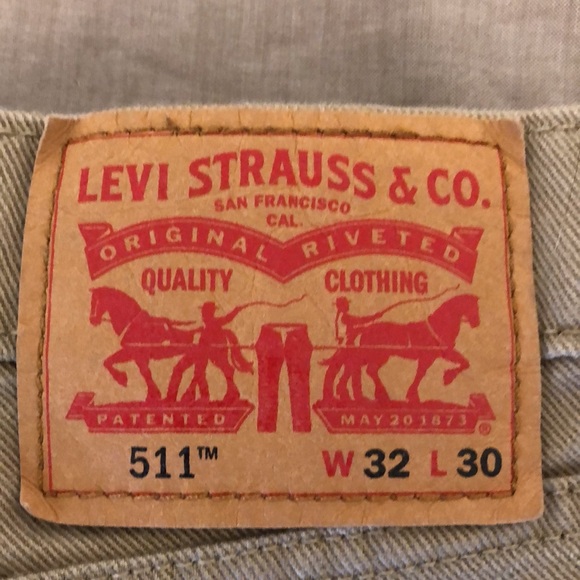 LEVI STRAUSS & CO.
SAN FRANCISCO
CAL.
ORIGINAL RIVETED
QUALITY CLOTHING
PATENTED MAY 20 1873 ®
511™ W 32 L 30